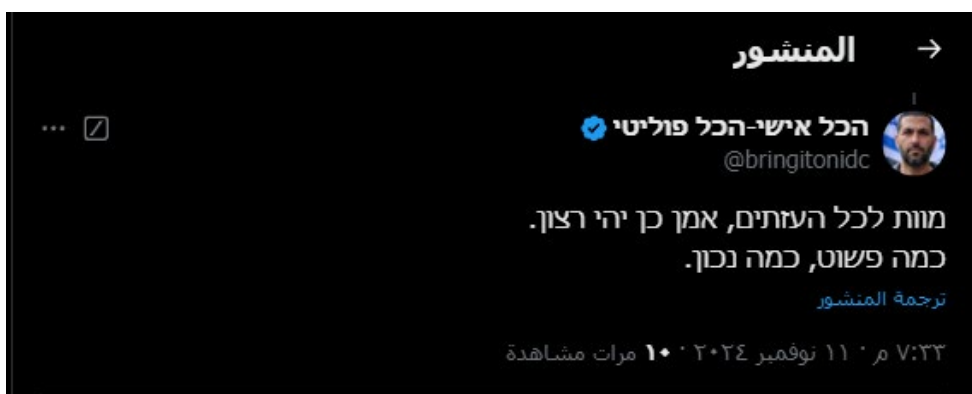 المنشور
הכל אישי-הכל פוליטי
@bringitonidc
מוות לכל העזתים, אמן כן יהי רצון.
כמה פשוט, כמה נכון.
ترجمة المنشور
٧:٣٣ م · ١١ نوفمبر ٢٠٢٤ · ١٠ مرات مشاهدة